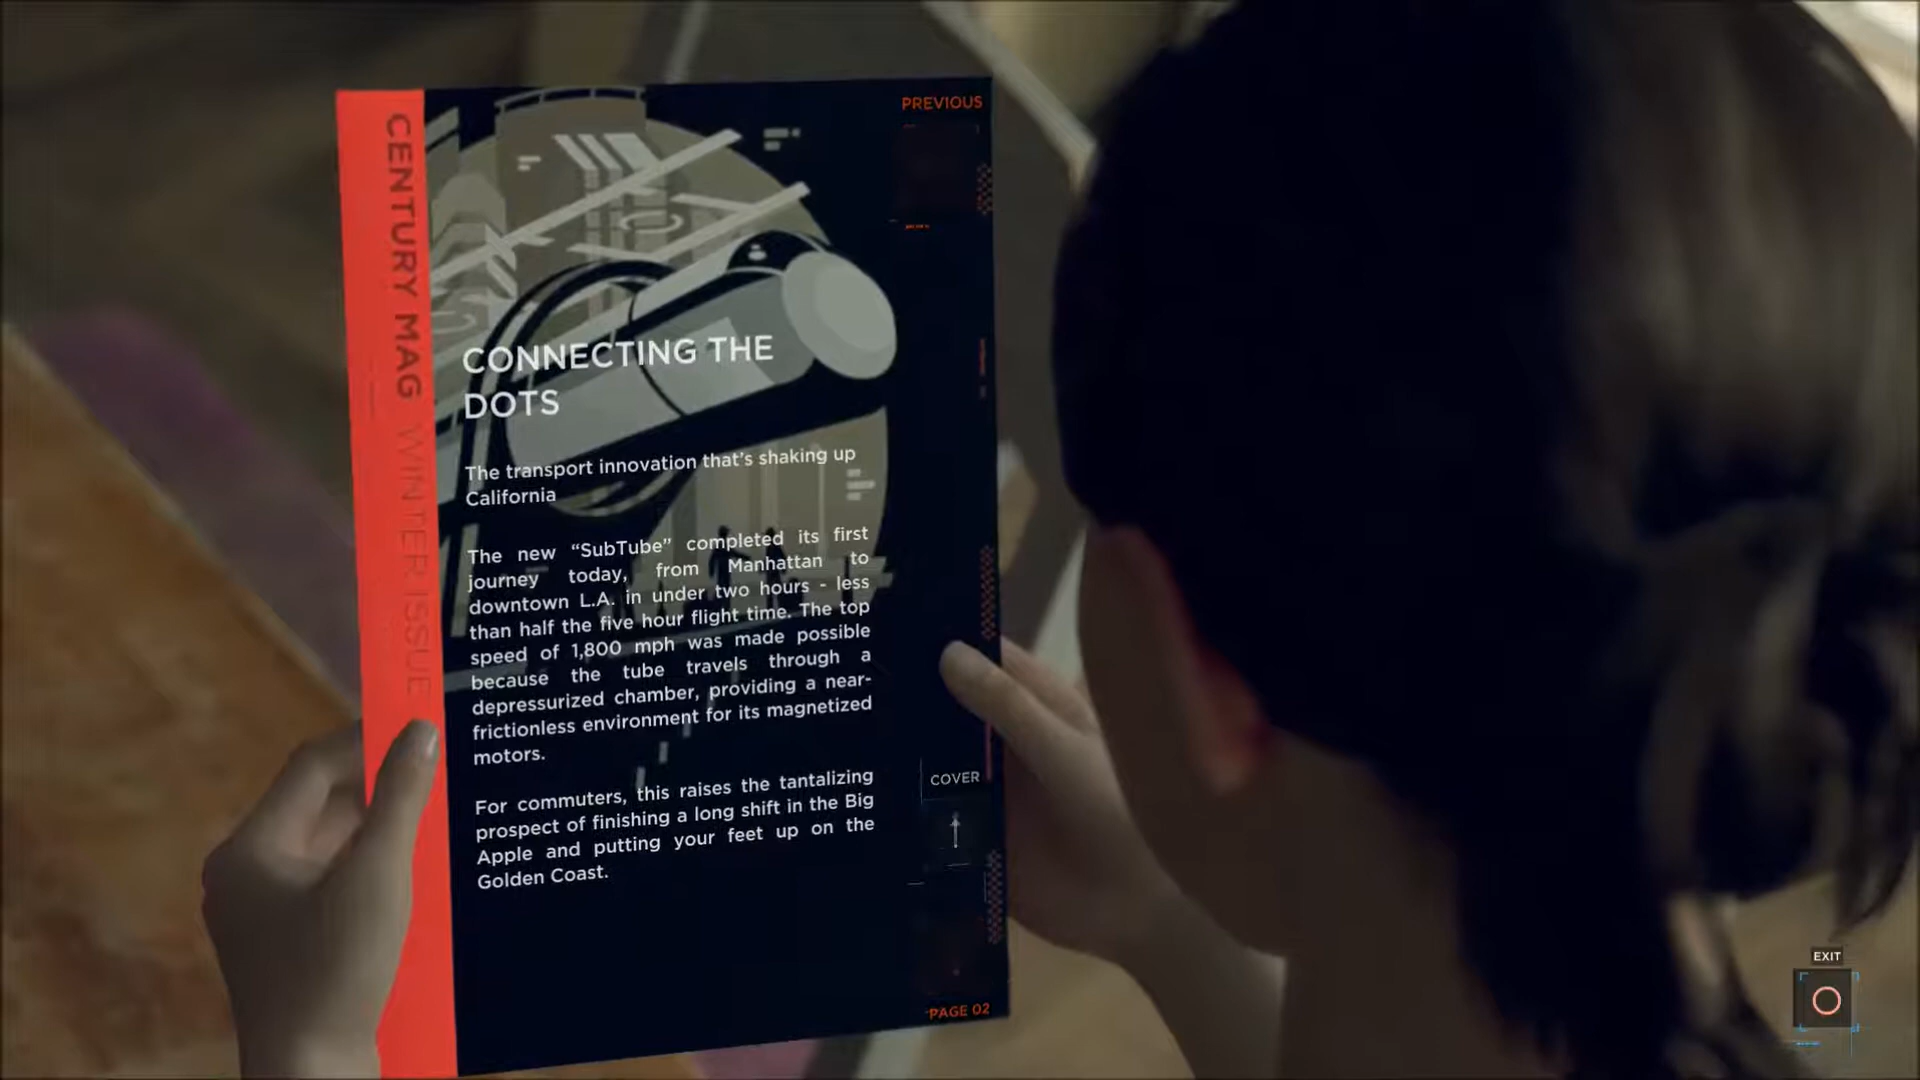 PREVIOUS
CENTURY MAG WINTER ISSUE
CONNECTING THE
DOTS
The transport innovation that's shaking up
California
The new “SubTube” completed its first
journey today, from Manhattan to
downtown L.A. in under two hours - less
than half the five hour flight time. The top
speed of 1,800 mph was made possible
because the tube travels through a
depressurized chamber, providing a near-
frictionless environment for its magnetized
motors.
For commuters, this raises the tantalizing
prospect of finishing a long shift in the Big
Apple and putting your feet up on the
Golden Coast.
COVER
PAGE 02
EXIT